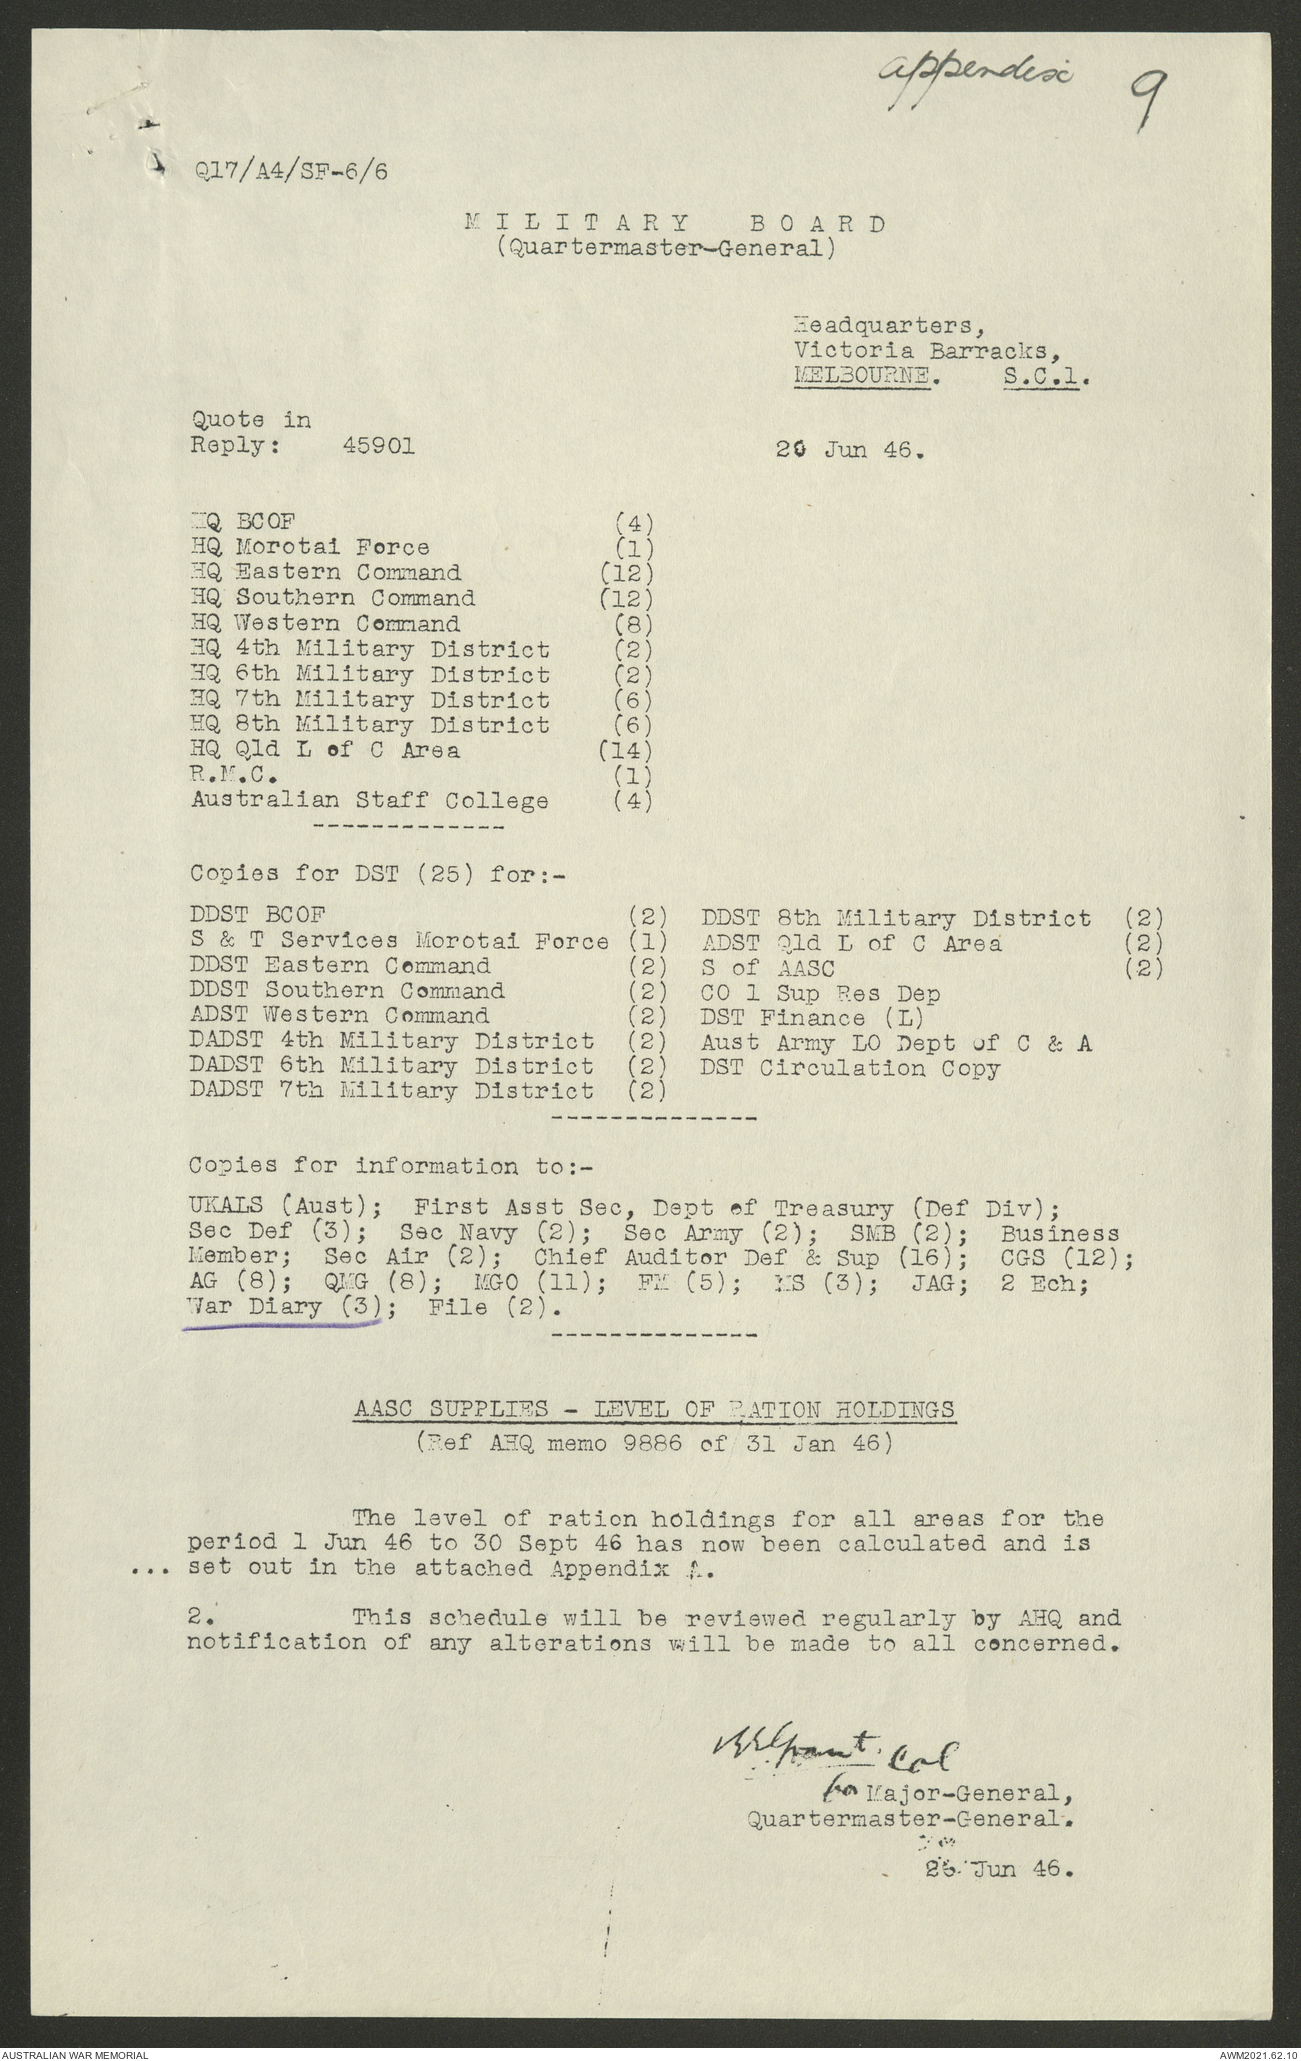 appendix 9
Q17/A4/SF-6/6
MILITARY BOARD
(Quartermaster-General)
Headquarters,
Victoria Barracks,
MELBOURNE. S.C.1.
Quote in
Reply: 45901
20 Jun 46.
HQ BCOF (4)
HQ Morotai Force (1)
HQ Eastern Command (12)
HQ Southern Command (12)
HQ Western Command (8)
HQ 4th Military District (2)
HQ 6th Military District (2)
HQ 7th Military District (6)
HQ 8th Military District (6)
HQ Qld L of C Area (14)
R.M.C. (1)
Australian Staff College (4)
-------------
Copies for DST (25) for:-
DDST BCOF (2) DDST 8th Military District (2)
S & T Services Morotai Force (1) ADST Qld L of C Area (2)
DDST Eastern Command (2) S of AASC (2)
DDST Southern Command (2) CO 1 Sup Res Dep
ADST Western Command (2) DST Finance (L)
DADST 4th Military District (2) Aust Army LO Dept of C & A
DADST 6th Military District (2) DST Circulation Copy
DADST 7th Military District (2)
--------------
Copies for information to:-
UKALS (Aust); First Asst Sec, Dept of Treasury (Def Div);
Sec Def (3); Sec Navy (2); Sec Army (2); SMB (2); Business
Member; Sec Air (2); Chief Auditor Def & Sup (16); CGS (12);
AG (8); QMG (8); MGO (11); FM (5); MS (3); JAG; 2 Ech;
War Diary (3); File (2).
--------------
AASC SUPPLIES - LEVEL OF RATION HOLDINGS
(Ref AHQ memo 9886 of 31 Jan 46)
The level of ration holdings for all areas for the
period 1 Jun 46 to 30 Sept 46 has now been calculated and is
... set out in the attached Appendix A.
2. This schedule will be reviewed regularly by AHQ and
notification of any alterations will be made to all concerned.
Grant. Col
for Major-General,
Quartermaster-General.
Jun 46.
AUSTRALIAN WAR MEMORIAL AWM2021.62.10